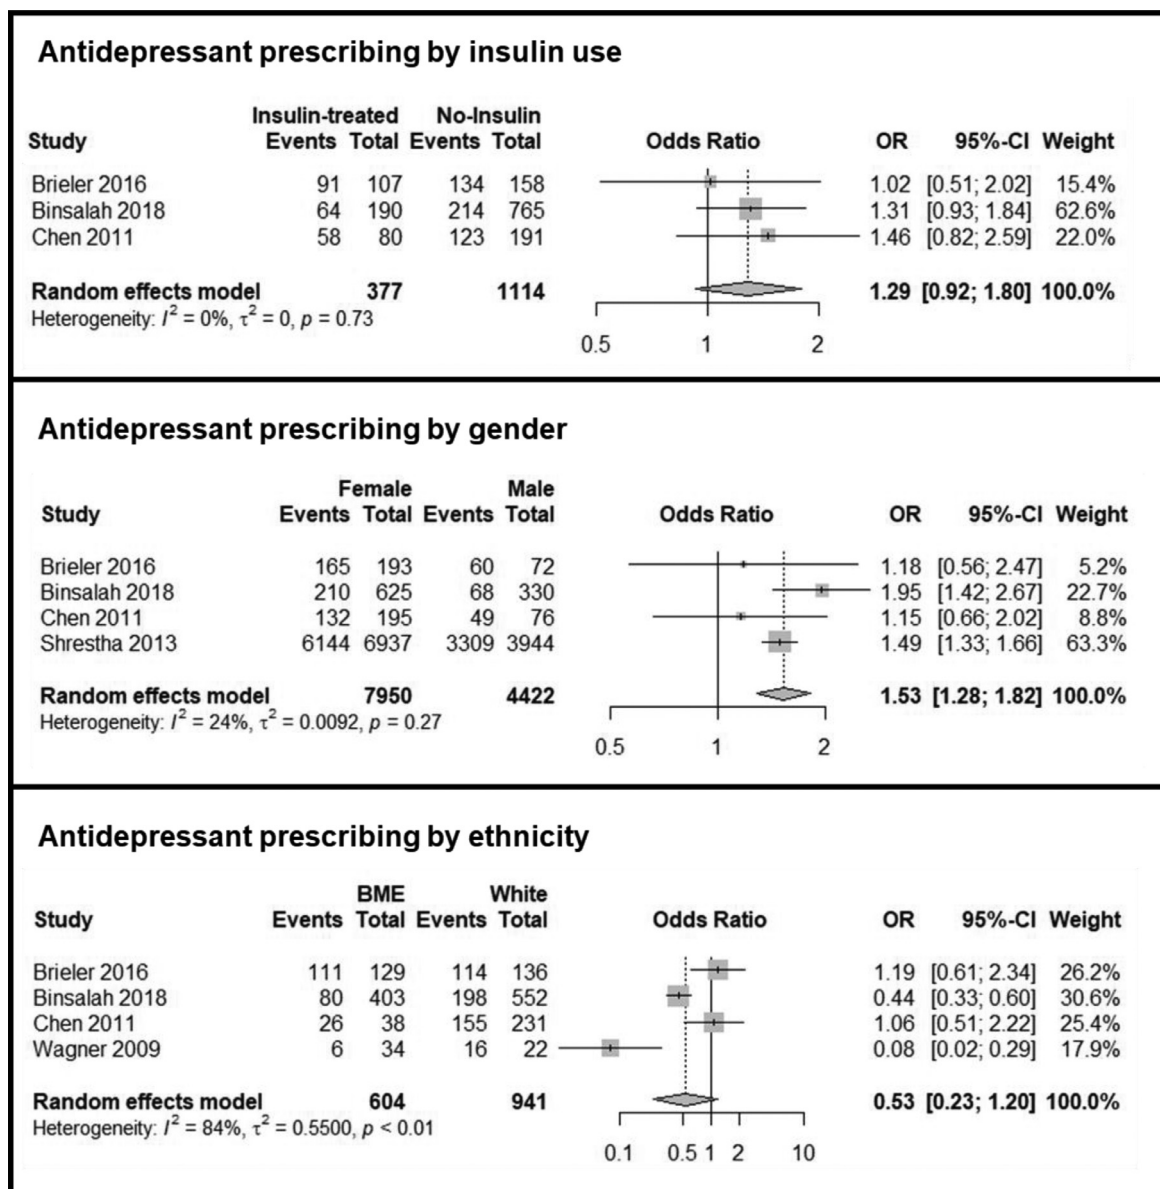 Antidepressant prescribing by insulin use
Insulin-treated No-Insulin
Study Events Total Events Total Odds Ratio OR 95%-CI Weight
Brieler 2016 91 107 134 158 1.02 [0.51; 2.02] 15.4%
Binsalah 2018 64 190 214 765 1.31 [0.93; 1.84] 62.6%
Chen 2011 58 80 123 191 1.46 [0.82; 2.59] 22.0%
Random effects model 377 1114 1.29 [0.92; 1.80] 100.0%
Heterogeneity: I² = 0%, τ² = 0, p = 0.73
0.5 1 2
Antidepressant prescribing by gender
Female Male
Study Events Total Events Total Odds Ratio OR 95%-CI Weight
Brieler 2016 165 193 60 72 1.18 [0.56; 2.47] 5.2%
Binsalah 2018 210 625 68 330 1.95 [1.42; 2.67] 22.7%
Chen 2011 132 195 49 76 1.15 [0.66; 2.02] 8.8%
Shrestha 2013 6144 6937 3309 3944 1.49 [1.33; 1.66] 63.3%
Random effects model 7950 4422 1.53 [1.28; 1.82] 100.0%
Heterogeneity: I² = 24%, τ² = 0.0092, p = 0.27
0.5 1 2
Antidepressant prescribing by ethnicity
BME White
Study Events Total Events Total Odds Ratio OR 95%-CI Weight
Brieler 2016 111 129 114 136 1.19 [0.61; 2.34] 26.2%
Binsalah 2018 80 403 198 552 0.44 [0.33; 0.60] 30.6%
Chen 2011 26 38 155 231 1.06 [0.51; 2.22] 25.4%
Wagner 2009 6 34 16 22 0.08 [0.02; 0.29] 17.9%
Random effects model 604 941 0.53 [0.23; 1.20] 100.0%
Heterogeneity: I² = 84%, τ² = 0.5500, p < 0.01
0.1 0.5 1 2 10